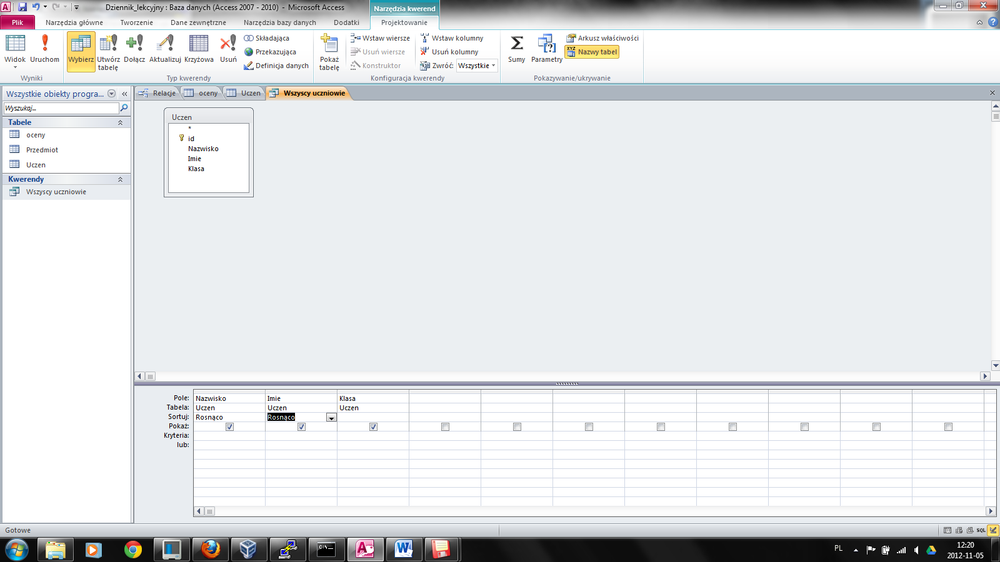 Dziennik_lekcyjny : Baza danych (Access 2007 - 2010) - Microsoft Access
Narzędzia kwerend
Plik Narzędzia główne Tworzenie Dane zewnętrzne Narzędzia bazy danych Dodatki Projektowanie
Widok Uruchom
Wyniki
Wybierz Utwórz tabelę Dołącz Aktualizuj Krzyżowa Usuń
Składająca
Przekazująca
Definicja danych
Typ kwerendy
Pokaż tabelę
Wstaw wiersze
Usuń wiersze
Konstruktor
Wstaw kolumny
Usuń kolumny
Zwróć: Wszystkie
Konfiguracja kwerendy
Sumy Parametry
Arkusz właściwości
XYZ Nazwy tabel
Pokazywanie/ukrywanie
Wszystkie obiekty progra... «
Wyszukaj...
Tabele
oceny
Przedmiot
Uczen
Kwerendy
Wszyscy uczniowie
Relacje oceny Uczen Wszyscy uczniowie
Uczen
*
id
Nazwisko
Imie
Klasa
Pole: Nazwisko Imie Klasa
Tabela: Uczen Uczen Uczen
Sortuj: Rosnąco Rosnąco
Pokaż:
Kryteria:
lub:
Gotowe
SQL
C:\_
PL
12:20
2012-11-05